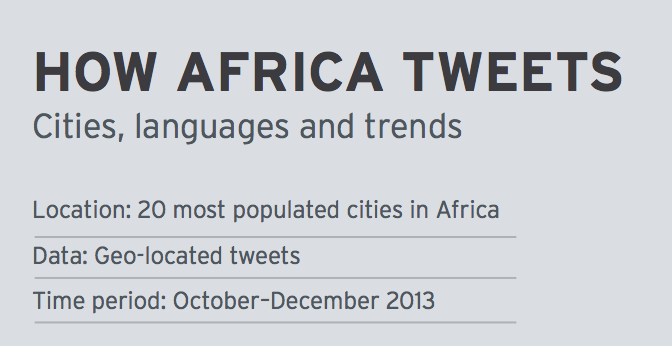 HOW AFRICA TWEETS
Cities, languages and trends
Location: 20 most populated cities in Africa
Data: Geo-located tweets
Time period: October–December 2013